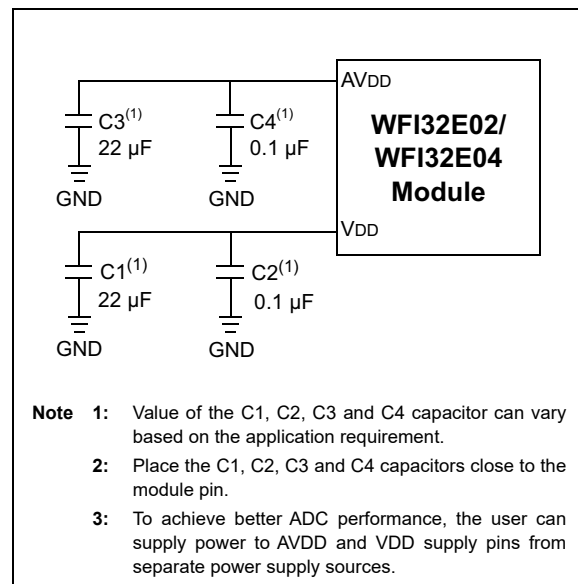 AVDD
C3(1)
22 µF
GND
C4(1)
0.1 µF
GND
WFI32E02/
WFI32E04
Module
VDD
C1(1)
22 µF
GND
C2(1)
0.1 µF
GND
Note 1: Value of the C1, C2, C3 and C4 capacitor can vary
based on the application requirement.
2: Place the C1, C2, C3 and C4 capacitors close to the
module pin.
3: To achieve better ADC performance, the user can
supply power to AVDD and VDD supply pins from
separate power supply sources.